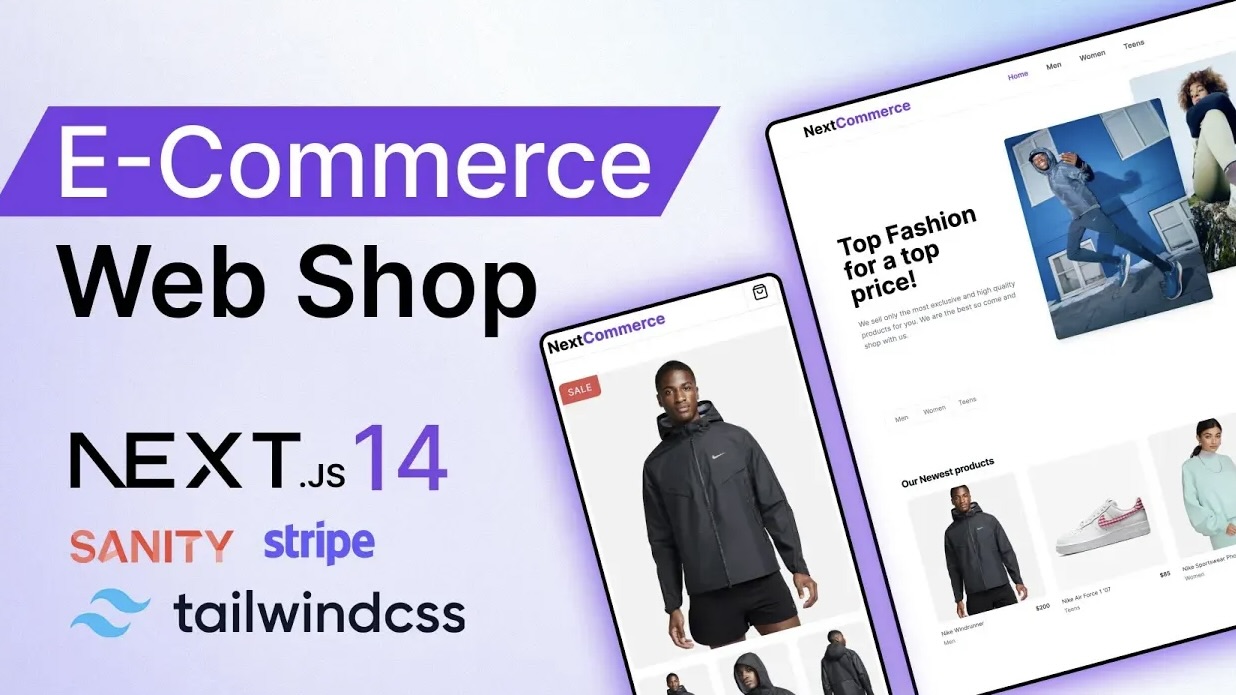 E-Commerce
Web Shop
NEXT.JS 14
SANITY stripe
tailwindcss
NextCommerce
SALE
NextCommerce
Home Men Women Teens
Top Fashion
for a top
price!
We sell only the most exclusive and high quality
products for you. We are the best so come and
shop with us.
Men Women Teens
Our Newest products
Nike Windrunner $200
Men
Nike Air Force 1 '07 $85
Teens
Nike Sportswear Pho
Women